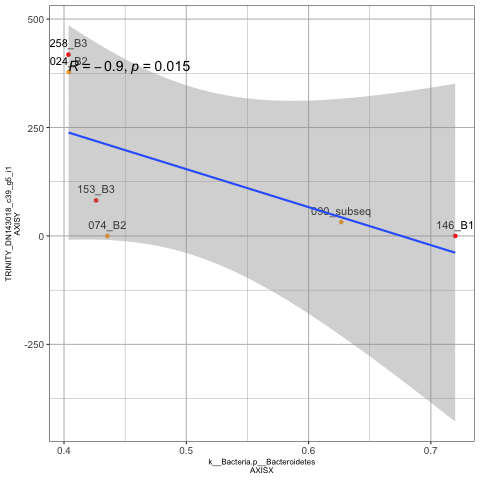 500
258_B3
024_B2
R = −0.9, p = 0.015
250
153_B3
074_B2
090_subseq
146_B1
0
-250
TRINITY_DN143018_c39_g5_i1
AXISY
0.4
0.5
0.6
0.7
k__Bacteria.p__Bacteroidetes
AXISX